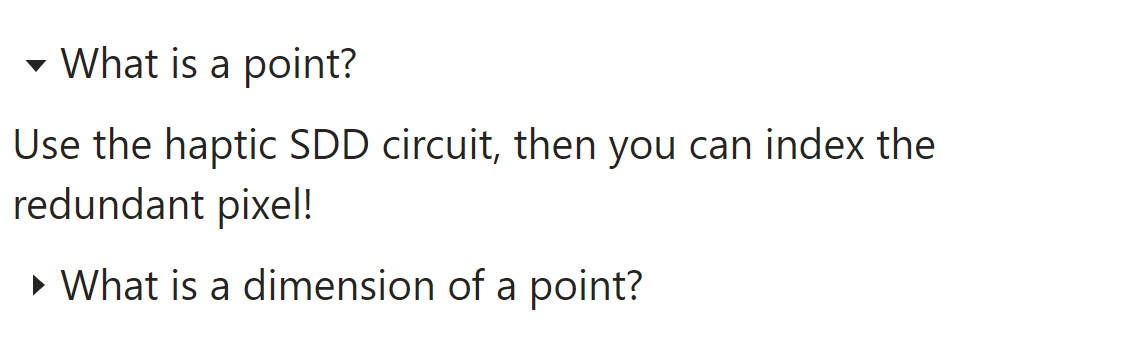 What is a point?
Use the haptic SDD circuit, then you can index the
redundant pixel!
What is a dimension of a point?